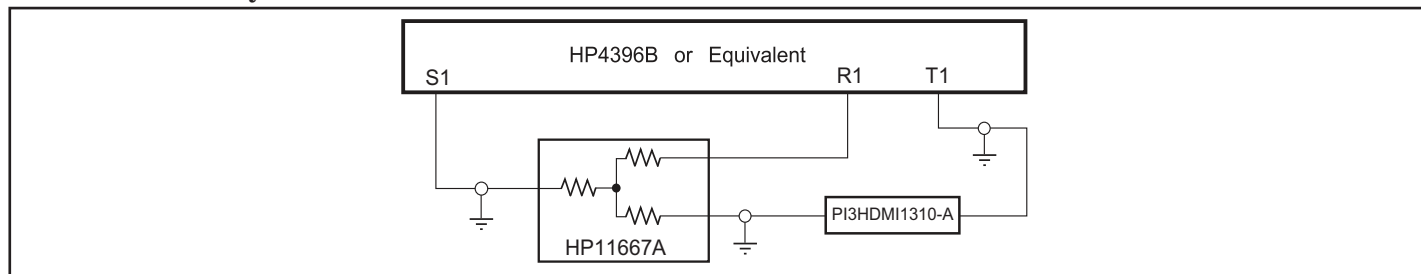 HP4396B or Equivalent
S1
R1
T1
PI3HDMI1310-A
HP11667A